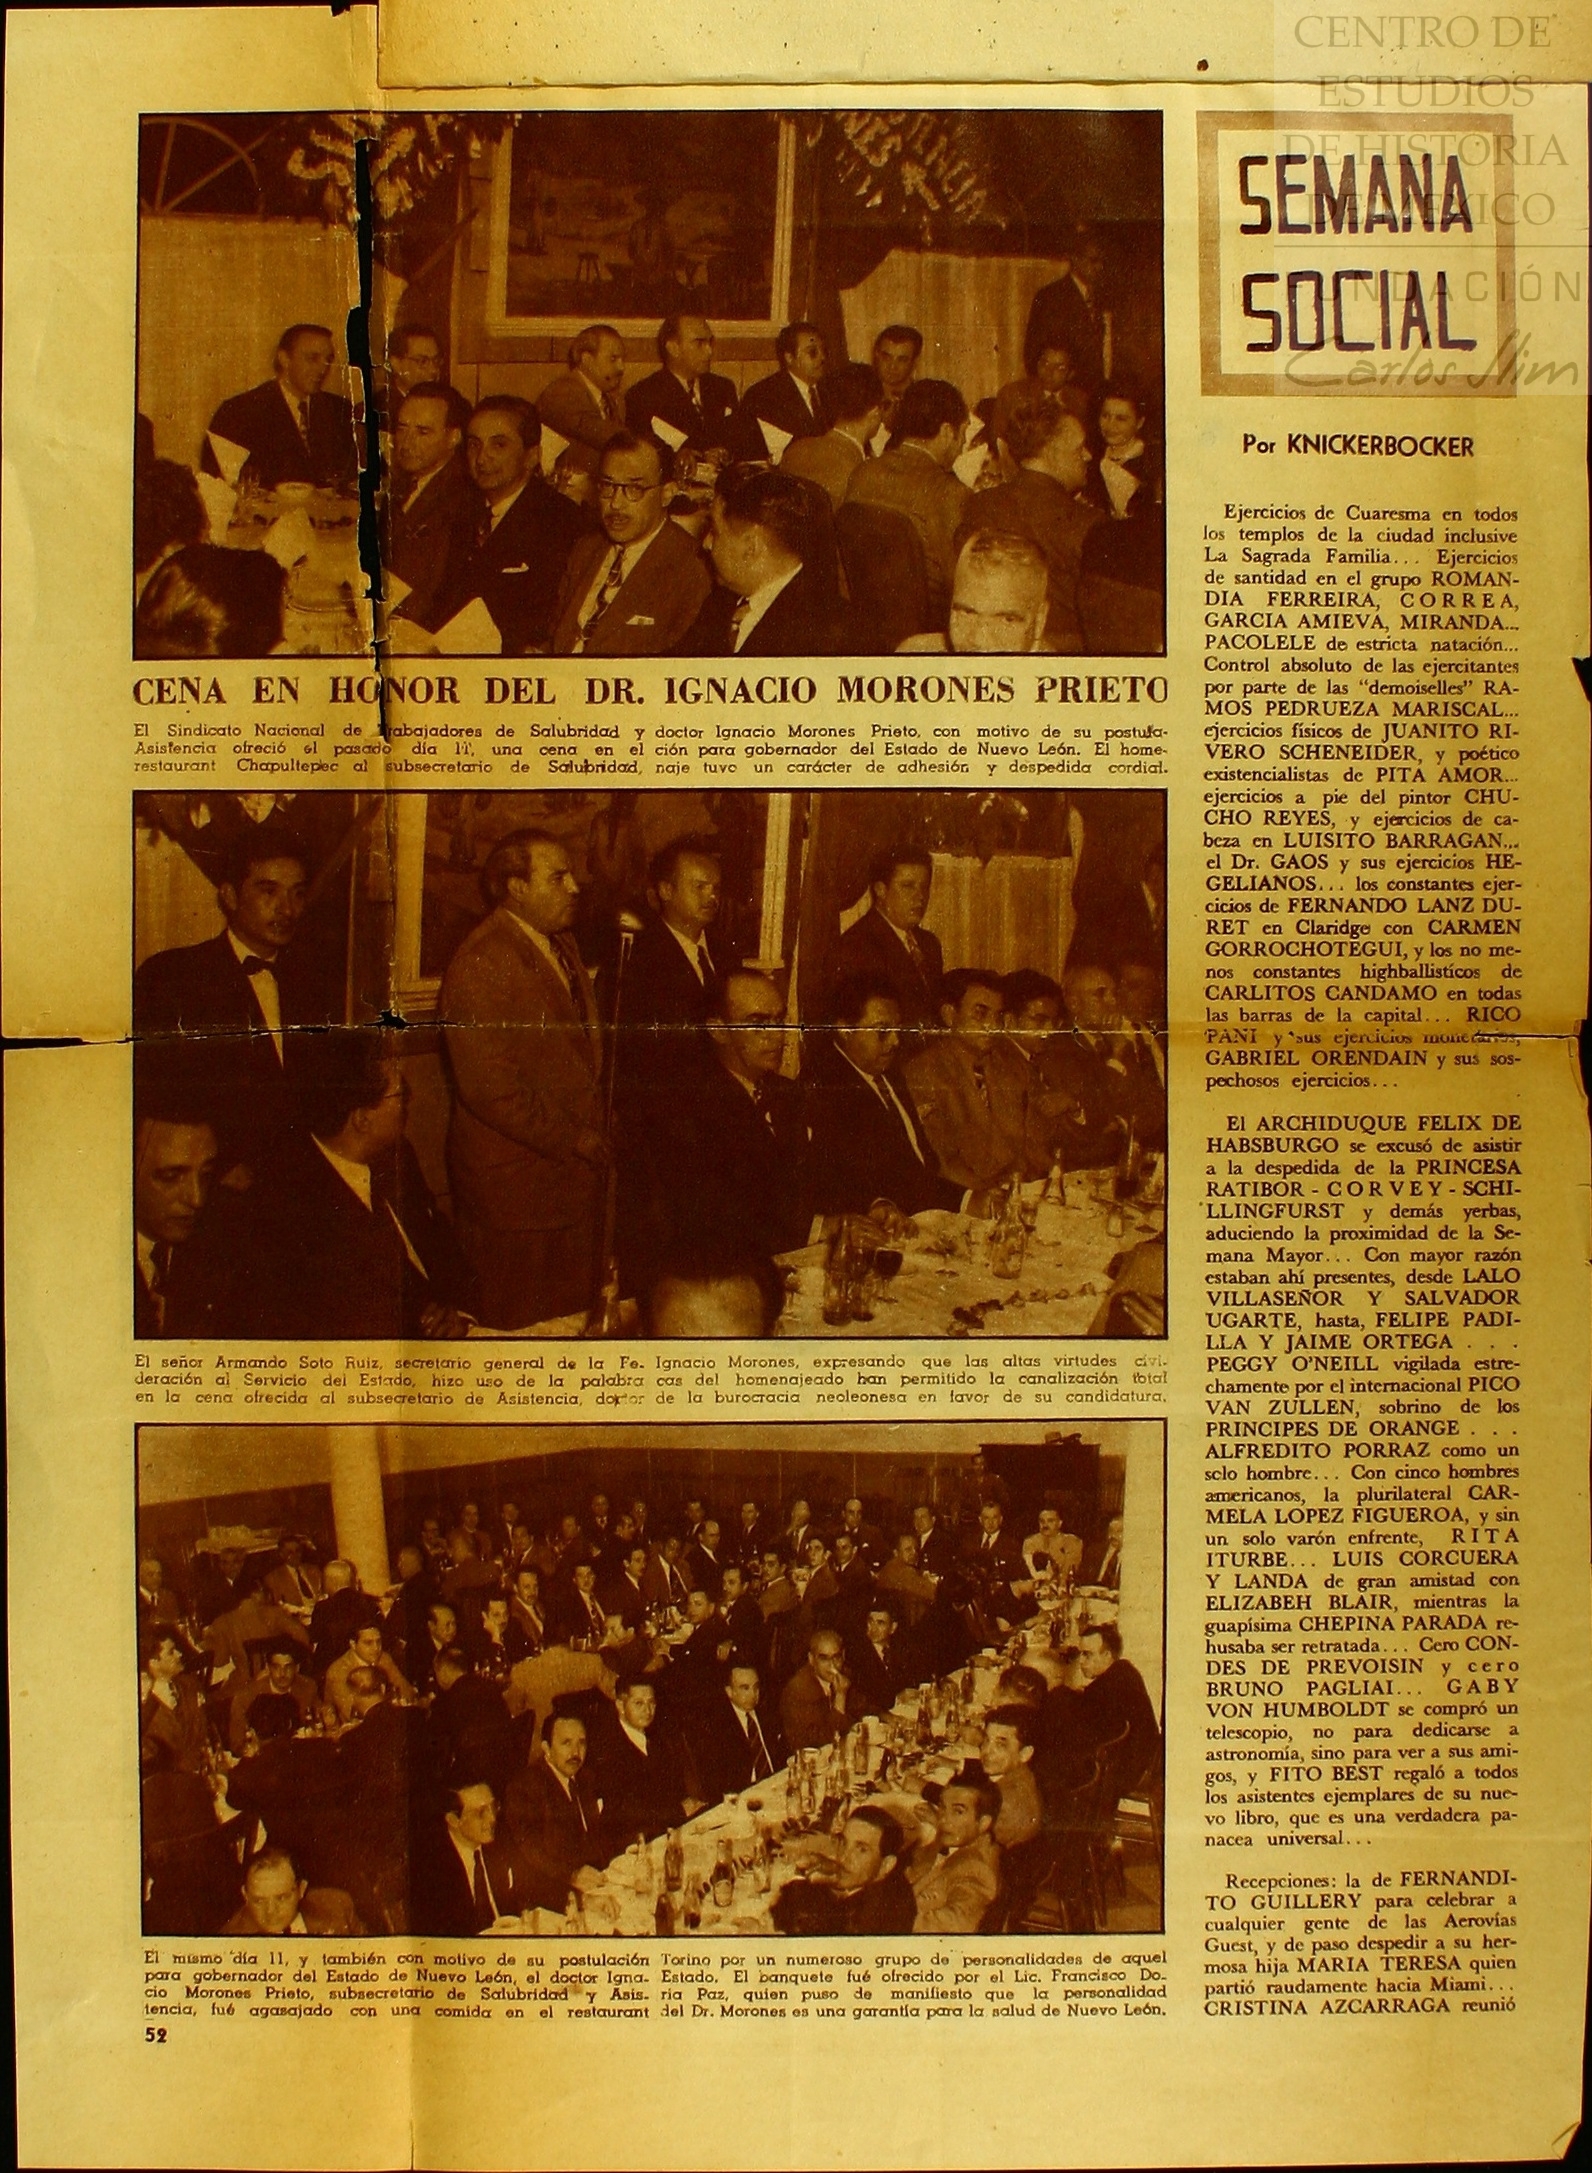 CENTRO DE
ESTUDIOS
DE HISTORIA
DE MEXICO
FUNDACIÓN
Carlos Slim
CENA EN HONOR DEL DR. IGNACIO MORONES PRIETO
El Sindicato Nacional de Trabajadores de Salubridad y
Asistencia ofreció el pasado día 11, una cena en el
restaurant Chapultepec al subsecretario de Salubridad,
doctor Ignacio Morones Prieto, con motivo de su postula-
ción para gobernador del Estado de Nuevo León. El home-
naje tuvo un carácter de adhesión y despedida cordial.
El señor Armando Soto Ruiz, secretario general de la Fe-
deración al Servicio del Estado, hizo uso de la palabra
en la cena ofrecida al subsecretario de Asistencia, doctor
Ignacio Morones, expresando que las altas virtudes cívi-
cas del homenajeado han permitido la canalización total
de la burocracia neoleonesa en favor de su candidatura.
El mismo día 11, y también con motivo de su postulación
para gobernador del Estado de Nuevo León, el doctor Igna-
cio Morones Prieto, subsecretario de Salubridad y Asis-
tencia, fué agasajado con una comida en el restaurant
Torino por un numeroso grupo de personalidades de aquel
Estado. El banquete fué ofrecido por el Lic. Francisco Do-
ria Paz, quien puso de manifiesto que la personalidad
del Dr. Morones es una garantía para la salud de Nuevo León.
52
SEMANA
SOCIAL
Por KNICKERBOCKER
Ejercicios de Cuaresma en todos
los templos de la ciudad inclusive
La Sagrada Familia... Ejercicios
de santidad en el grupo ROMAN-
DIA FERREIRA, CORREA,
GARCIA AMIEVA, MIRANDA...
PACOLELE de estricta natación...
Control absoluto de las ejercitantes
por parte de las "demoiselles" RA-
MOS PEDRUEZA MARISCAL...
ejercicios físicos de JUANITO RI-
VERO SCHENEIDER, y poético
existencialistas de PITA AMOR...
ejercicios a pie del pintor CHU-
CHO REYES, y ejercicios de ca-
beza en LUISITO BARRAGAN...
el Dr. GAOS y sus ejercicios HE-
GELIANOS... los constantes ejer-
cicios de FERNANDO LANZ DU-
RET en Claridge con CARMEN
GORROCHOTEGUI, y los no me-
nos constantes highballísticos de
CARLITOS CANDAMO en todas
las barras de la capital... RICO
PANI y sus ejercicios monetarios,
GABRIEL ORENDAIN y sus sos-
pechosos ejercicios...
El ARCHIDUQUE FELIX DE
HABSBURGO se excusó de asistir
a la despedida de la PRINCESA
RATIBOR - CORVEY - SCHI-
LLINGFURST y demás yerbas,
aduciendo la proximidad de la Se-
mana Mayor... Con mayor razón
estaban ahí presentes, desde LALO
VILLASEÑOR Y SALVADOR
UGARTE, hasta, FELIPE PADI-
LLA Y JAIME ORTEGA . . .
PEGGY O'NEILL vigilada estre-
chamente por el internacional PICO
VAN ZULLEN, sobrino de los
PRINCIPES DE ORANGE . . .
ALFREDITO PORRAZ como un
solo hombre... Con cinco hombres
americanos, la plurilateral CAR-
MELA LOPEZ FIGUEROA, y sin
un solo varón enfrente, RITA
ITURBE... LUIS CORCUERA
Y LANDA de gran amistad con
ELIZABEH BLAIR, mientras la
guapísima CHEPINA PARADA re-
husaba ser retratada... Cero CON-
DES DE PREVOISIN y cero
BRUNO PAGLIAI... GABY
VON HUMBOLDT se compró un
telescopio, no para dedicarse a
astronomía, sino para ver a sus ami-
gos, y FITO BEST regaló a todos
los asistentes ejemplares de su nue-
vo libro, que es una verdadera pa-
nacea universal...
Recepciones: la de FERNANDI-
TO GUILLERY para celebrar a
cualquier gente de las Aerovías
Guest, y de paso despedir a su her-
mosa hija MARIA TERESA quien
partió raudamente hacia Miami...
CRISTINA AZCARRAGA reunió